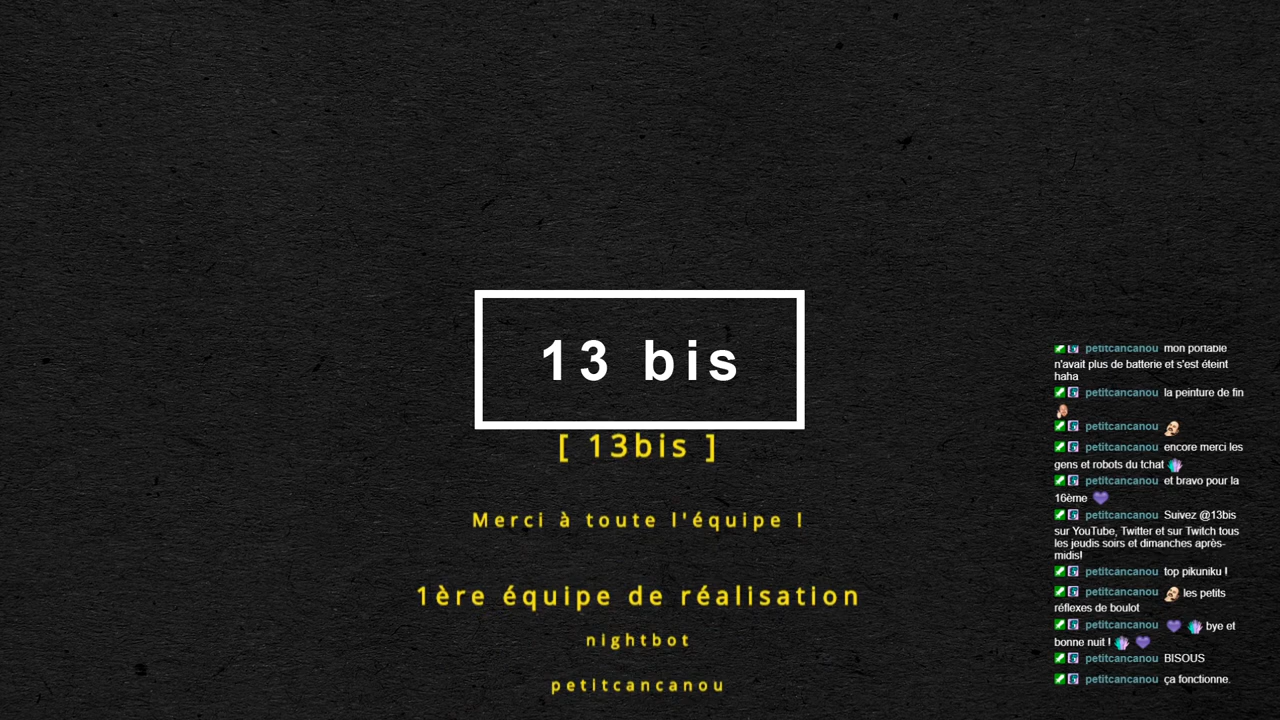 13 bis
[ 13bis ]
Merci à toute l'équipe !
1ère équipe de réalisation
nightbot
petitcancanou
petitcancanou mon portable
n'avait plus de batterie et s'est éteint
haha
petitcancanou la peinture de fin
petitcancanou
petitcancanou encore merci les
gens et robots du tchat
petitcancanou et bravo pour la
16ème
petitcancanou Suivez @13bis
sur YouTube, Twitter et sur Twitch tous
les jeudis soirs et dimanches après-
midis!
petitcancanou top pikuniku !
petitcancanou les petits
réflexes de boulot
petitcancanou bye et
bonne nuit !
petitcancanou BISOUS
petitcancanou ça fonctionne.